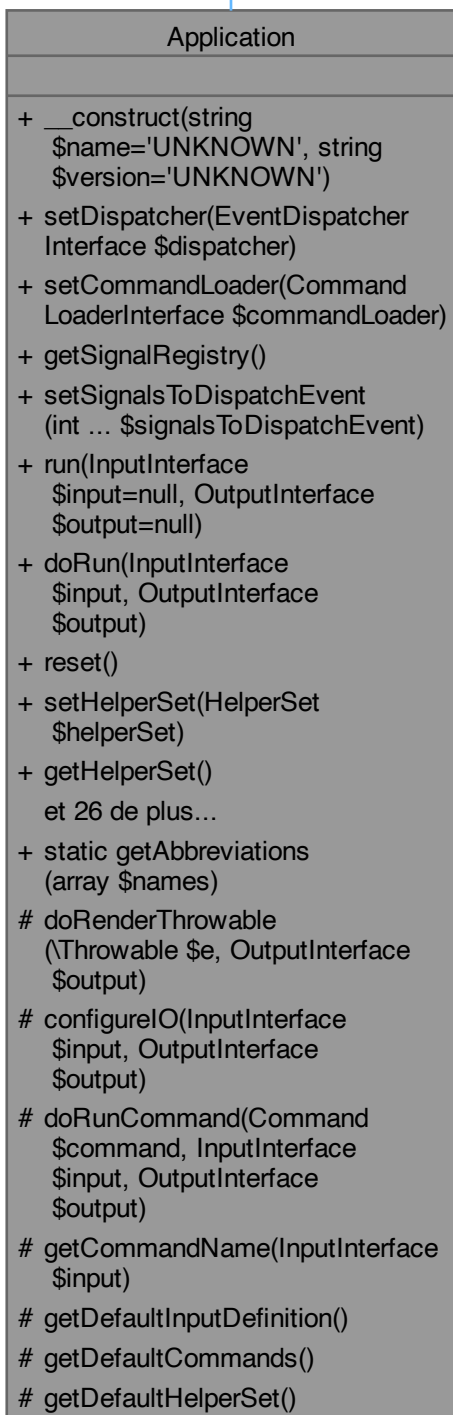 Application
+ __construct(string
$name='UNKNOWN', string
$version='UNKNOWN')
+ setDispatcher(EventDispatcher
Interface $dispatcher)
+ setCommandLoader(Command
LoaderInterface $commandLoader)
+ getSignalRegistry()
+ setSignalsToDispatchEvent
(int ... $signalsToDispatchEvent)
+ run(InputInterface
$input=null, OutputInterface
$output=null)
+ doRun(InputInterface
$input, OutputInterface
$output)
+ reset()
+ setHelperSet(HelperSet
$helperSet)
+ getHelperSet()
et 26 de plus...
+ static getAbbreviations
(array $names)
# doRenderThrowable
(\Throwable $e, OutputInterface
$output)
# configureIO(InputInterface
$input, OutputInterface
$output)
# doRunCommand(Command
$command, InputInterface
$input, OutputInterface
$output)
# getCommandName(InputInterface
$input)
# getDefaultInputDefinition()
# getDefaultCommands()
# getDefaultHelperSet()